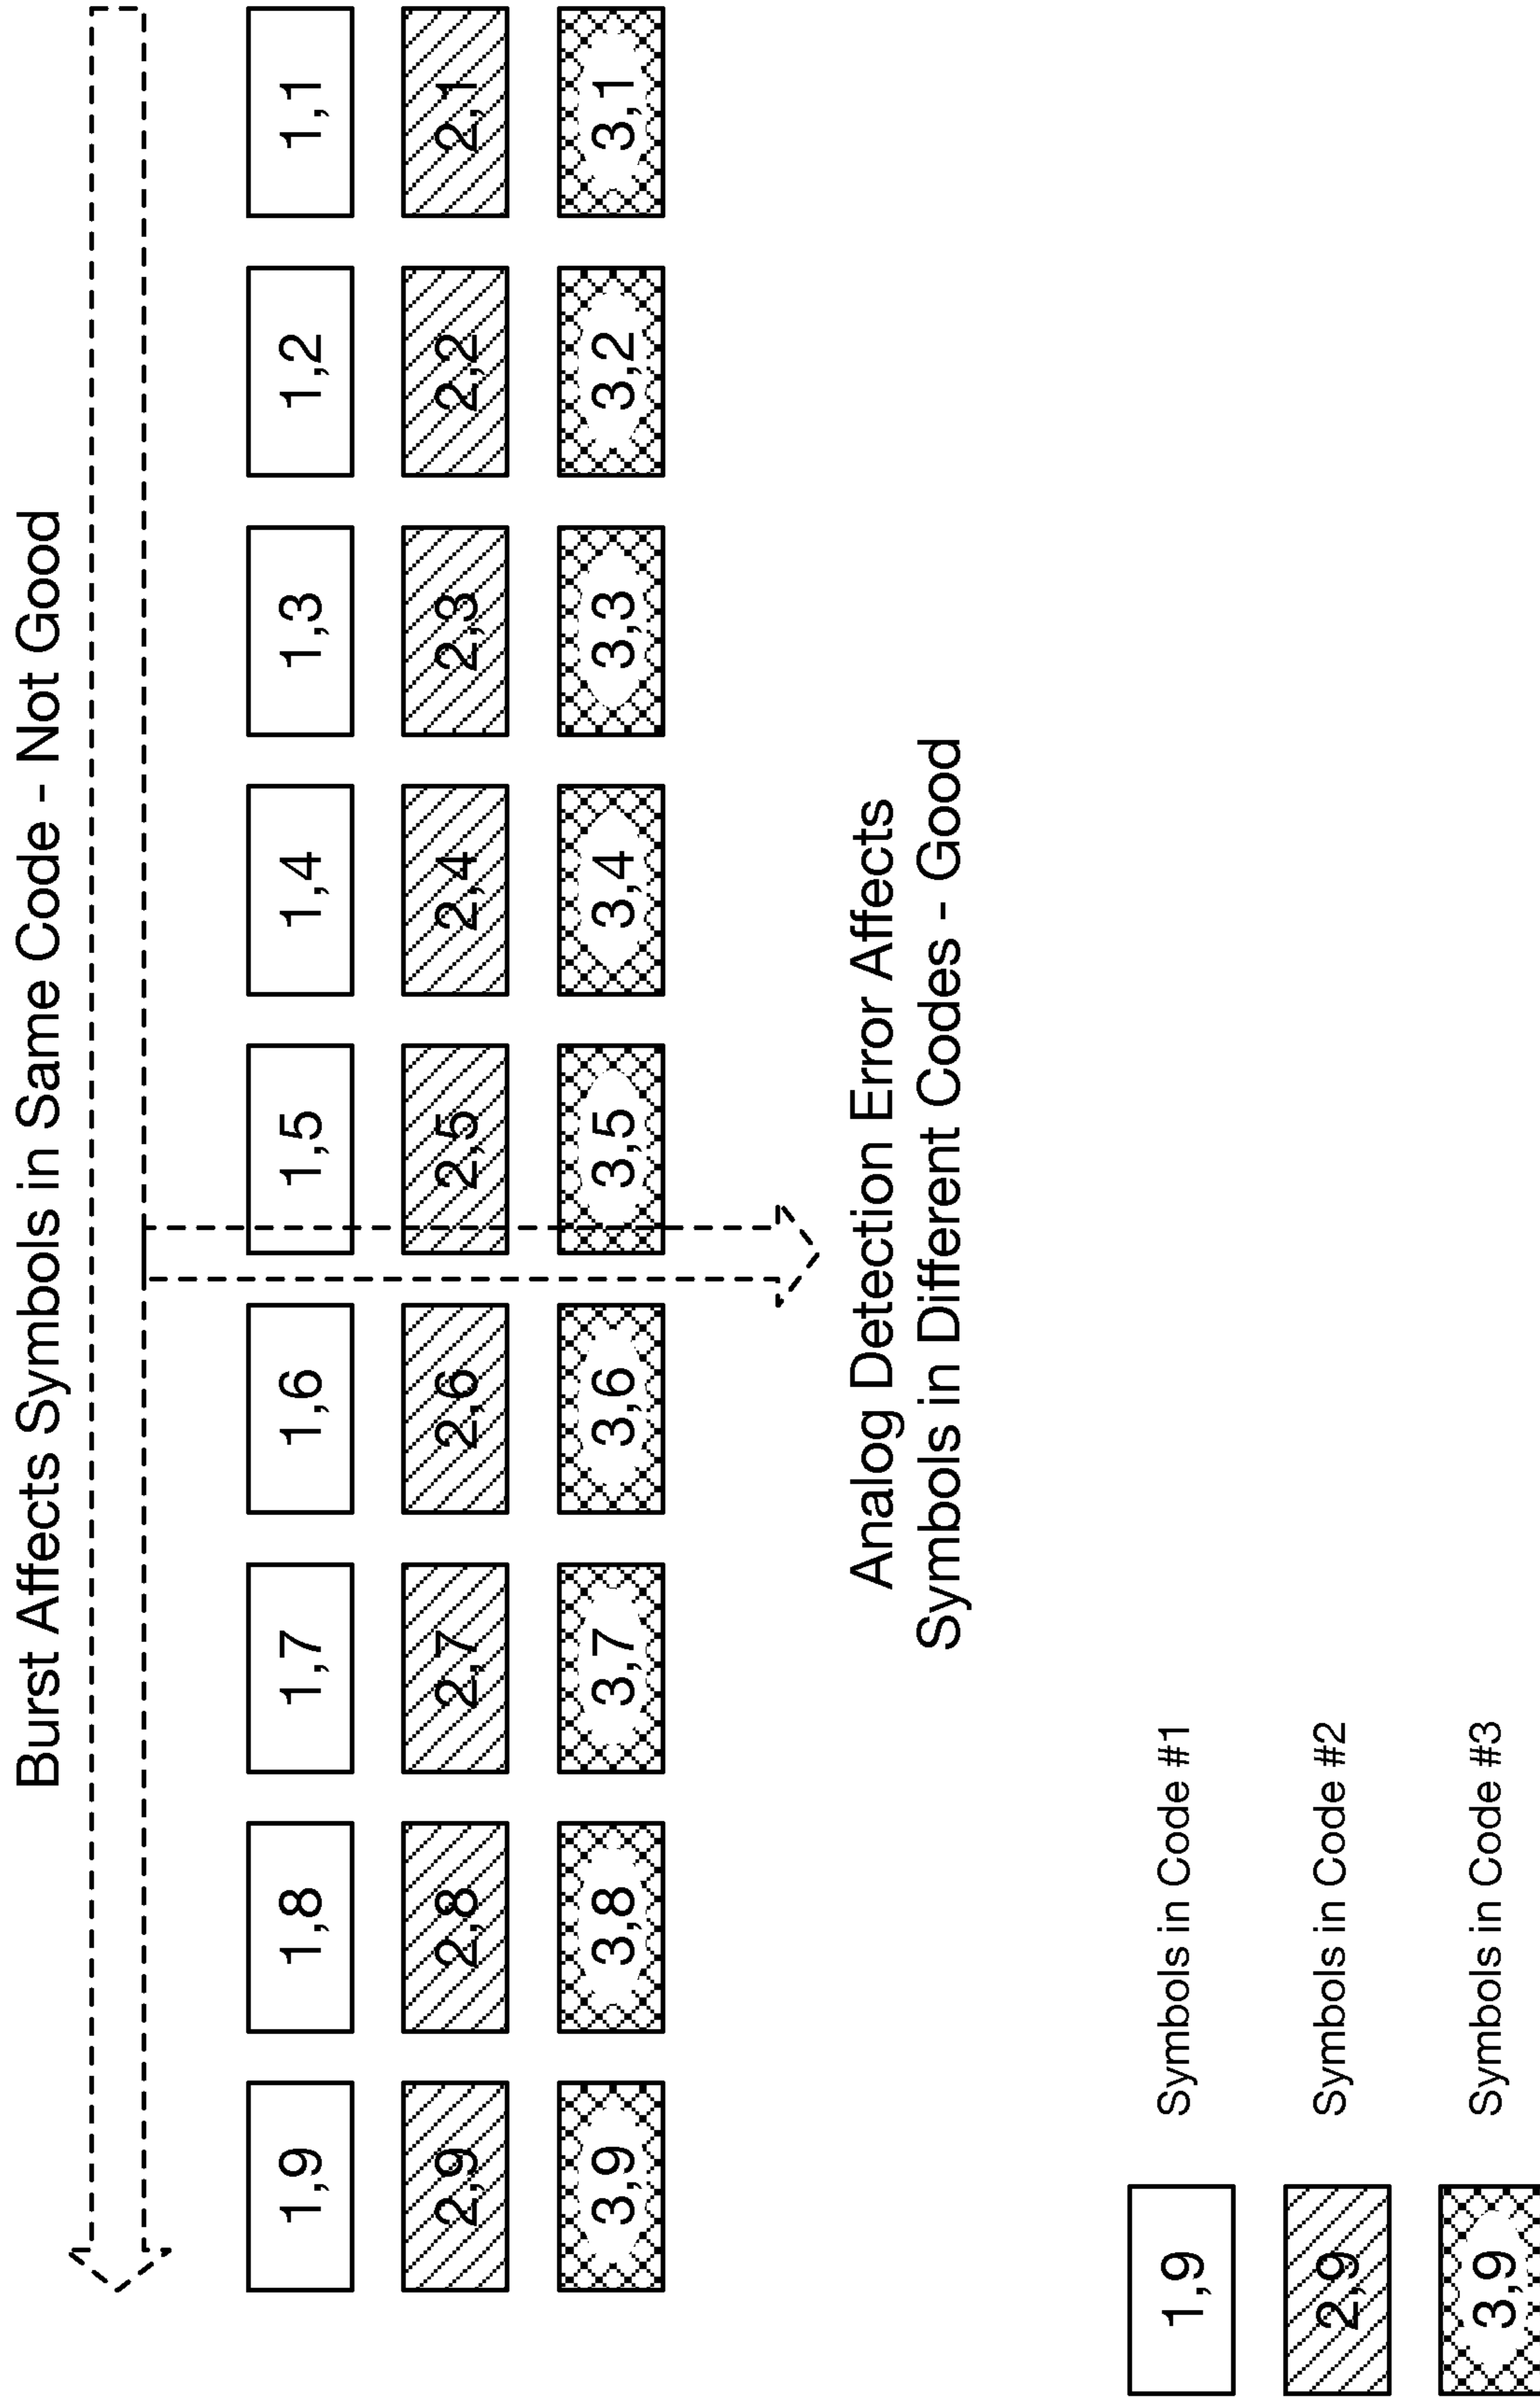 Burst Affects Symbols in Same Code - Not Good
1,9 1,8 1,7 1,6 1,5 1,4 1,3 1,2 1,1
2,9 2,8 2,7 2,6 2,5 2,4 2,3 2,2 2,1
3,9 3,8 3,7 3,6 3,5 3,4 3,3 3,2 3,1
Analog Detection Error Affects
Symbols in Different Codes - Good
1,9 Symbols in Code #1
2,9 Symbols in Code #2
3,9 Symbols in Code #3